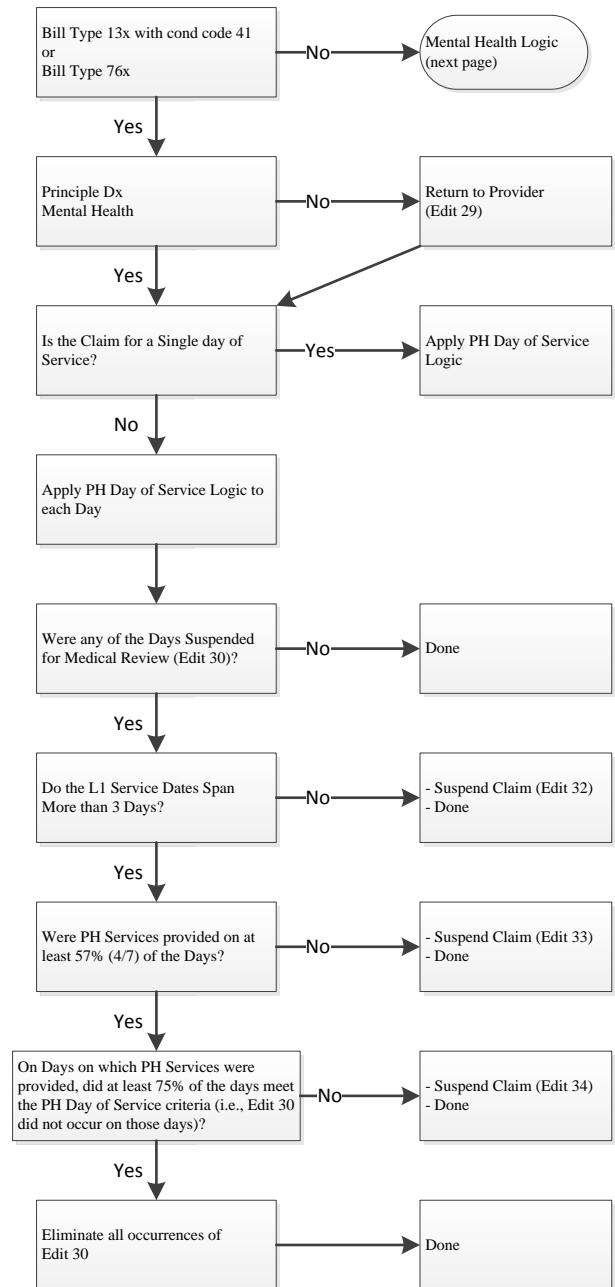 Bill Type 13x with cond code 41
or
Bill Type 76x
No
Mental Health Logic
(next page)
Yes
Principle Dx
Mental Health
No
Return to Provider
(Edit 29)
Yes
Is the Claim for a Single day of
Service?
Yes
Apply PH Day of Service
Logic
No
Apply PH Day of Service Logic to
each Day
Were any of the Days Suspended
for Medical Review (Edit 30)?
No
Done
Yes
Do the L1 Service Dates Span
More than 3 Days?
No
- Suspend Claim (Edit 32)
- Done
Yes
Were PH Services provided on at
least 57% (4/7) of the Days?
No
- Suspend Claim (Edit 33)
- Done
Yes
On Days on which PH Services were
provided, did at least 75% of the days meet
the PH Day of Service criteria (i.e., Edit 30
did not occur on those days)?
No
- Suspend Claim (Edit 34)
- Done
Yes
Eliminate all occurrences of
Edit 30
Done